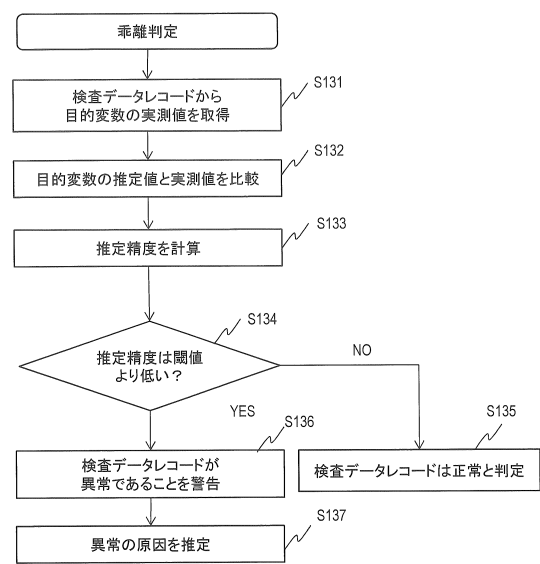 乖離判定
S131
検査データレコードから
目的変数の実測値を取得
S132
目的変数の推定値と実測値を比較
S133
推定精度を計算
S134
推定精度は閾値
より低い？
NO
YES
S135
検査データレコードは正常と判定
S136
検査データレコードが
異常であることを警告
S137
異常の原因を推定